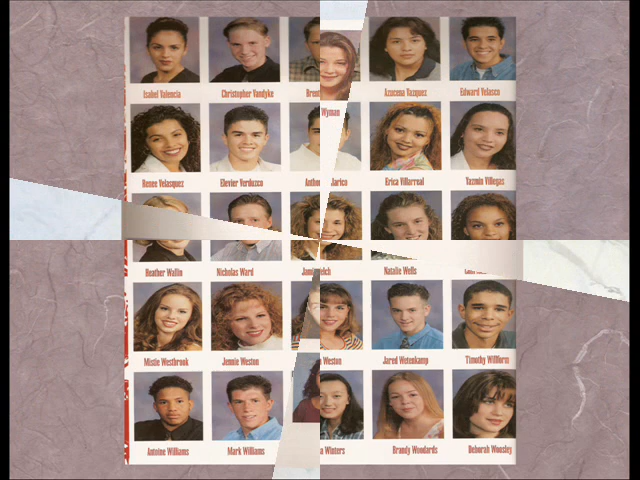 Isabel Valencia
Christopher Vandyke
Azucena Vazquez
Edward Velasco
Wyman
Renee Velasquez
Elevier Verduzco
Erica Villarreal
Yazmin Villegas
Heather Wallin
Nicholas Ward
Natalie Wells
Mistie Westbrook
Jennie Weston
Weston
Jared Wetenkamp
Timothy Willform
Antoine Williams
Mark Williams
Winters
Brandy Woodards
Deborah Woosley